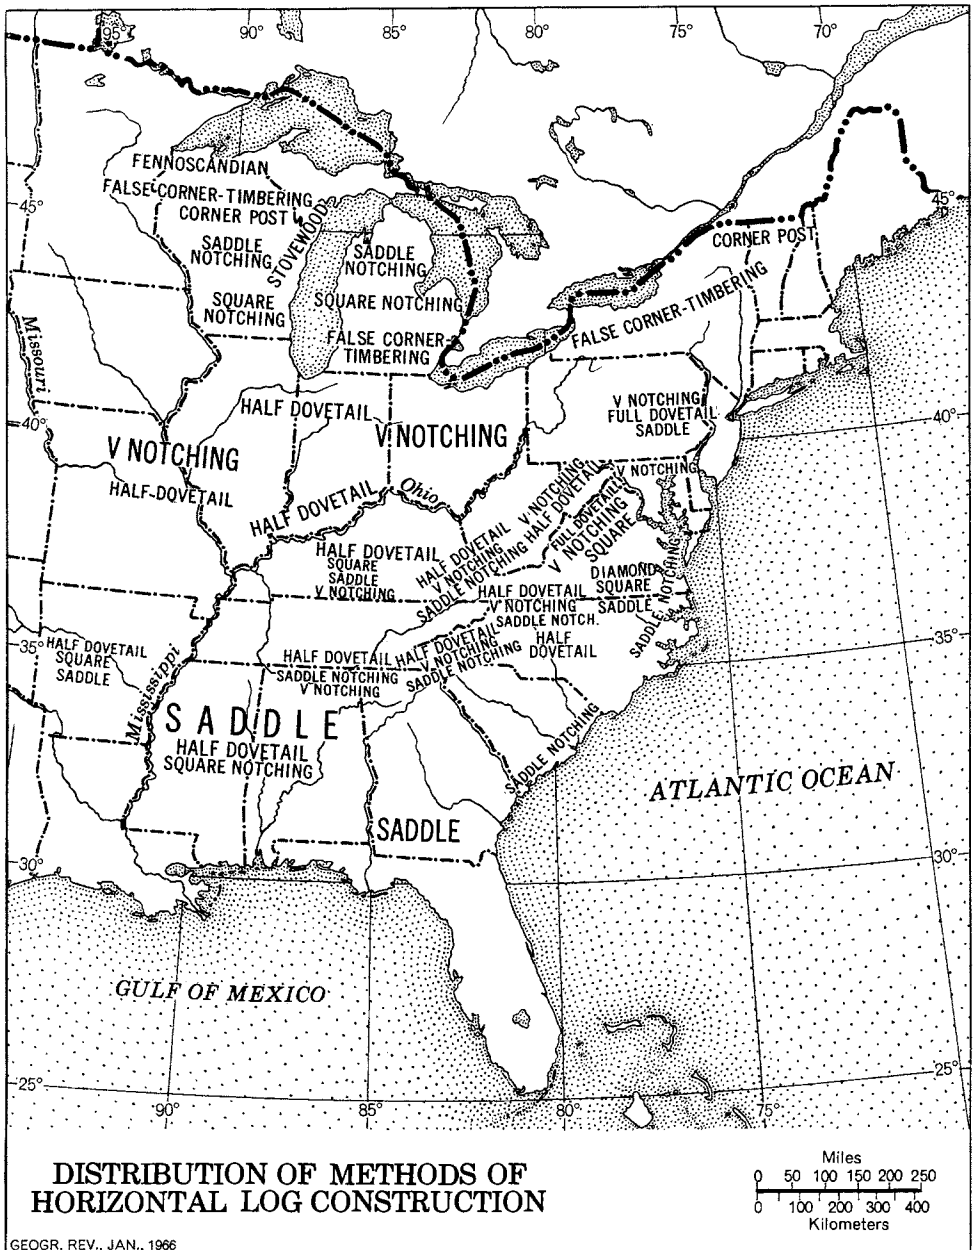 95°
90°
85°
75°
70°
FENNOSCANDIAN
FALSE CORNER-TIMBERING
CORNER POST
STOVEWOOD
45°
45°
SADDLE
NOTCHING
SADDLE
NOTCHING
CORNER POST
SQUARE
NOTCHING
SQUARE NOTCHING
FALSE CORNER-TIMBERING
FALSE CORNER-
TIMBERING
Missouri
HALF DOVETAIL
V NOTCHING
FULL DOVETAIL
SADDLE
40°
40°
V NOTCHING
V NOTCHING
HALF-DOVETAIL
HALF DOVETAIL
Ohio
V NOTCHING
V NOTCHING
HALF DOVETAIL
FULL DOVETAIL
V NOTCHING
SQUARE
HALF DOVETAIL
V NOTCHING
SADDLE NOTCHING
HALF DOVETAIL
SQUARE
SADDLE
V NOTCHING
DIAMOND
SQUARE
SADDLE
SADDLE NOTCHING
HALF DOVETAIL
V NOTCHING
SADDLE NOTCH.
HALF
DOVETAIL
35°
35°
HALF DOVETAIL
SQUARE
SADDLE
Mississippi
HALF DOVETAIL
SADDLE NOTCHING
V NOTCHING
HALF DOVETAIL
V NOTCHING
SADDLE NOTCHING
SADDLE
HALF DOVETAIL
SQUARE NOTCHING
SADDLE NOTCHING
ATLANTIC OCEAN
SADDLE
30°
30°
GULF OF MEXICO
25°
25°
90°
85°
80°
75°
DISTRIBUTION OF METHODS OF
HORIZONTAL LOG CONSTRUCTION
Miles
0 50 100 150 200 250
0 100 200 300 400
Kilometers
GEOGR. REV., JAN., 1966